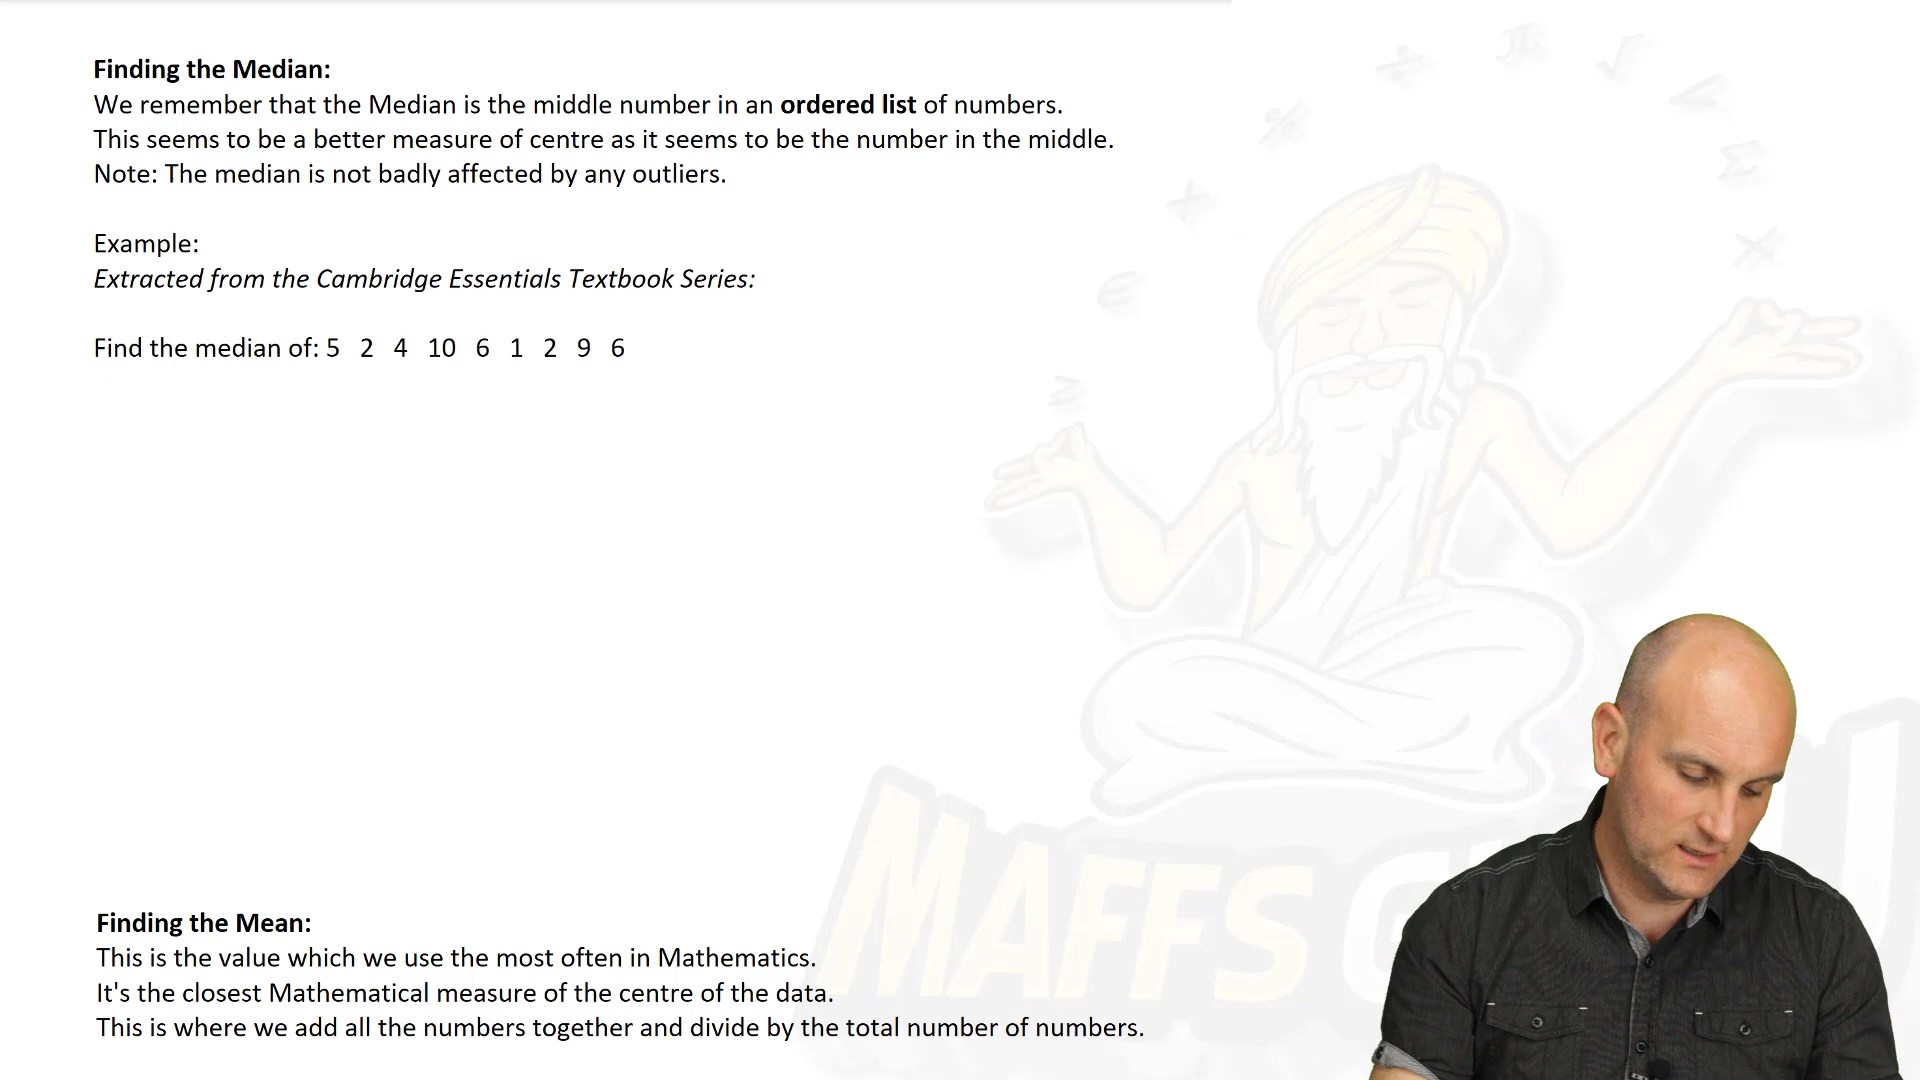 Finding the Median:
We remember that the Median is the middle number in an ordered list of numbers.
This seems to be a better measure of centre as it seems to be the number in the middle.
Note: The median is not badly affected by any outliers.
Example:
Extracted from the Cambridge Essentials Textbook Series:
Find the median of: 5 2 4 10 6 1 2 9 6
MAFFS
Finding the Mean:
This is the value which we use the most often in Mathematics.
It's the closest Mathematical measure of the centre of the data.
This is where we add all the numbers together and divide by the total number of numbers.